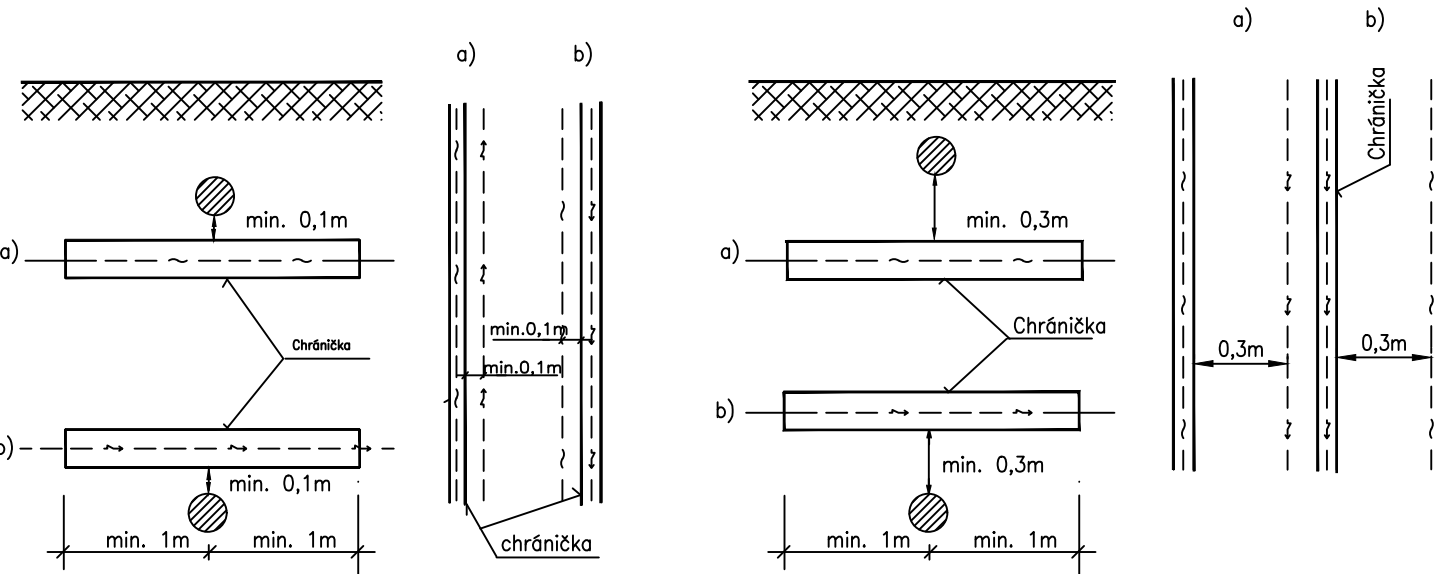 a)
b)
min. 0,1m
a)
Chránička
b)
min. 0,1m
min. 1m
min. 1m
min.0,1m
min.0,1m
chránička
min. 0,3m
a)
Chránička
b)
min. 0,3m
min. 1m
min. 1m
a)
b)
Chránička
0,3m
0,3m